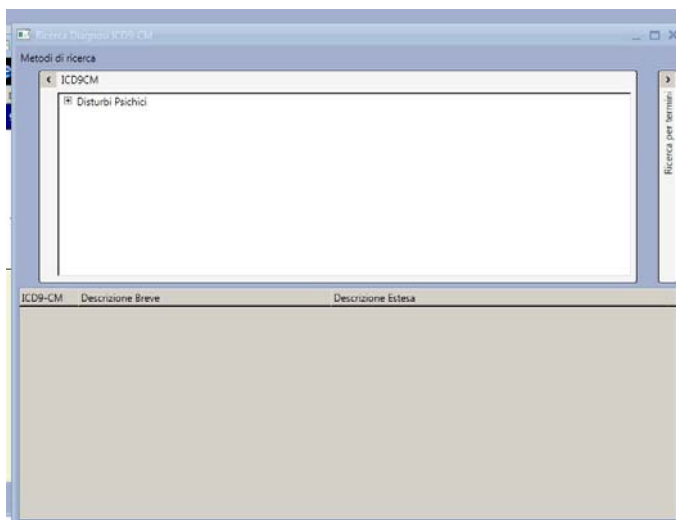 Ricerca Diagnosi ICD9-CM
Metodi di ricerca
ICD9CM
Disturbi Psichici
Ricerca per termini
ICD9-CM Descrizione Breve Descrizione Estesa